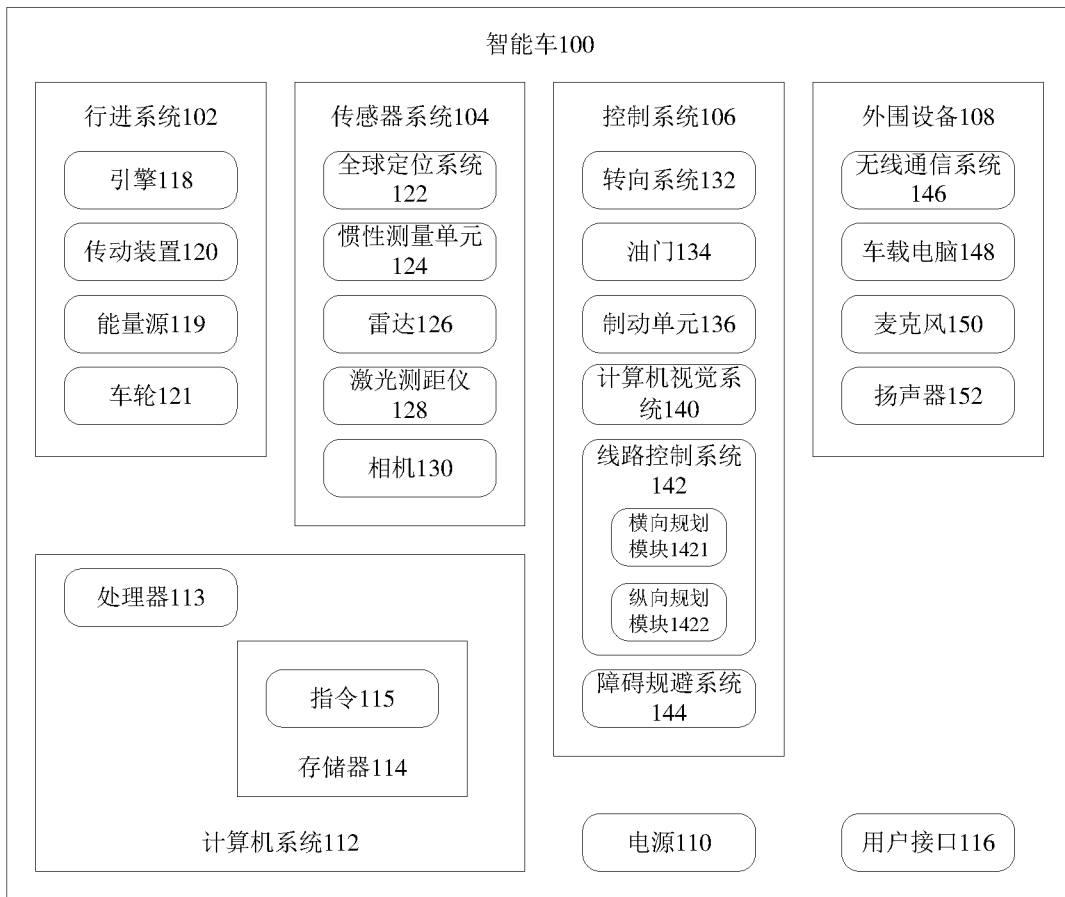 智能车100
行进系统102
引擎118
传动装置120
能量源119
车轮121
传感器系统104
全球定位系统
122
惯性测量单元
124
雷达126
激光测距仪
128
相机130
控制系统106
转向系统132
油门134
制动单元136
计算机视觉系
统140
线路控制系统
142
横向规划
模块1421
纵向规划
模块1422
障碍规避系统
144
外围设备108
无线通信系统
146
车载电脑148
麦克风150
扬声器152
处理器113
指令115
存储器114
计算机系统112
电源110
用户接口116